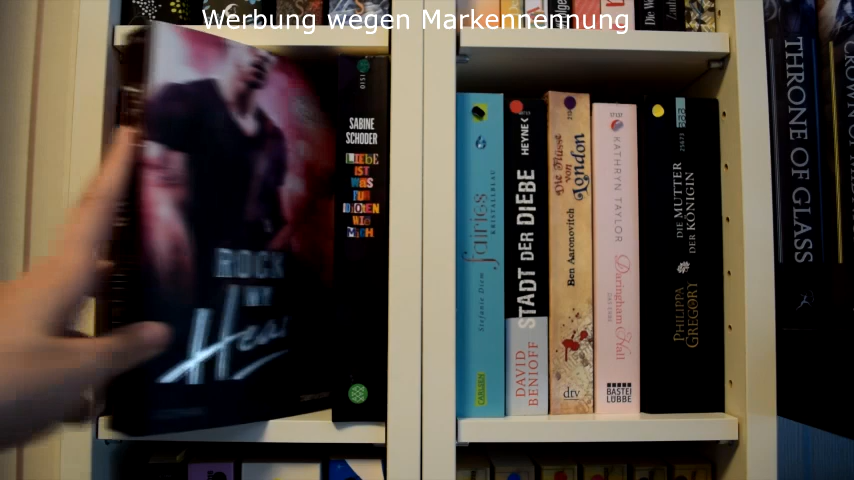 Werbung wegen Markennennung
ROCK
MY
Heart
SABINE
SCHODER
LIEBE
IST
WAS
FÜR
IDIOTEN
WIE
MICH
fairies
KRISTALLBLAU
Stefanie Diem
CARLSEN
HEYNE
STADT DER DIEBE
DAVID
BENIOFF
Die Flüsse
von
London
Ben Aaronovitch
dtv
KATHRYN TAYLOR
Daringham Hall
BASTEI
LÜBBE
DIE MUTTER
DER KÖNIGIN
PHILIPPA
GREGORY
THRONE OF GLASS